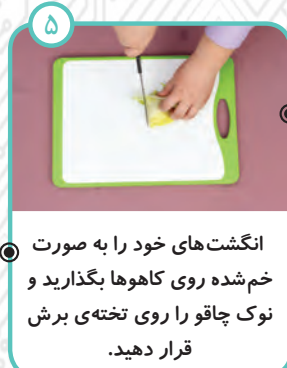 ۵
انگشت‌های خود را به صورت
خم‌شده روی کاهوها بگذارید و
نوک چاقو را روی تخته‌ی برش
قرار دهید.